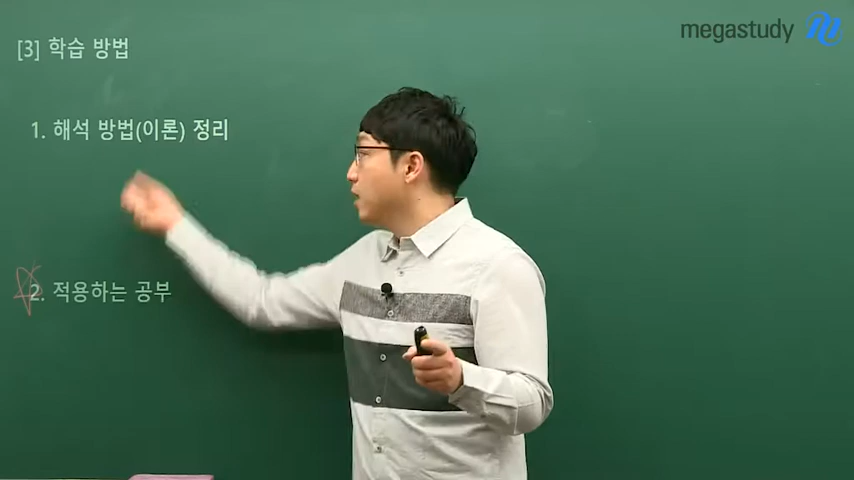 [3] 학습 방법
megastudy
1. 해석 방법(이론) 정리
2. 적용하는 공부